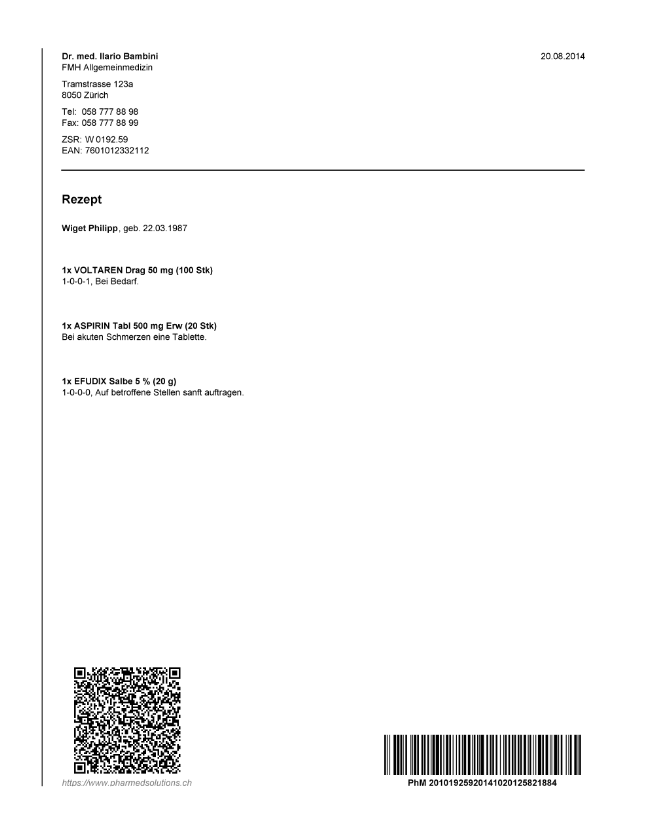 Dr. med. Ilario Bambini
20.08.2014
FMH Allgemeinmedizin
Tramstrasse 123a
8050 Zürich
Tel: 058 777 88 98
Fax: 058 777 88 99
ZSR: W 0192.59
EAN: 7601012332112
Rezept
Wiget Philipp, geb. 22.03.1987
1x VOLTAREN Drag 50 mg (100 Stk)
1-0-0-1, Bei Bedarf.
1x ASPIRIN Tabl 500 mg Erw (20 Stk)
Bei akuten Schmerzen eine Tablette.
1x EFUDIX Salbe 5 % (20 g)
1-0-0-0, Auf betroffene Stellen sanft auftragen.
https://www.pharmedsolutions.ch
PhM 20101925920141020125821884